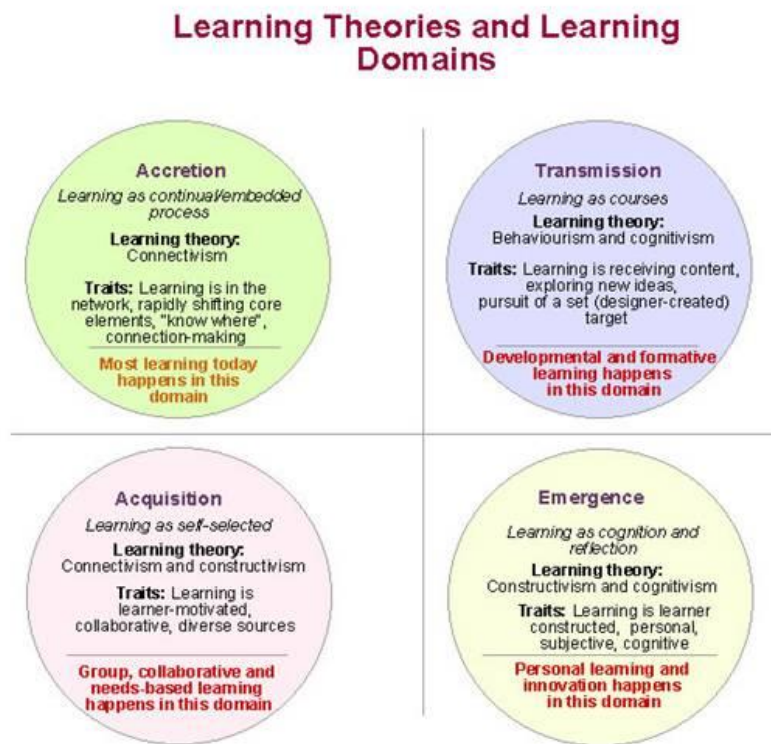 Learning Theories and Learning
Domains
Accretion
Learning as continual/embedded
process
Learning theory:
Connectivism
Traits: Learning is in the
network, rapidly shifting core
elements, "know where",
connection-making
Most learning today
happens in this
domain
Transmission
Learning as courses
Learning theory:
Behaviourism and cognitivism
Traits: Learning is receiving content,
exploring new ideas,
pursuit of a set (designer-created)
target
Developmental and formative
learning happens
in this domain
Acquisition
Learning as self-selected
Learning theory:
Connectivism and constructivism
Traits: Learning is
learner-motivated,
collaborative, diverse sources
Group, collaborative and
needs-based learning
happens in this domain
Emergence
Learning as cognition and
reflection
Learning theory:
Constructivism and cognitivism
Traits: Learning is learner
constructed, personal,
subjective, cognitive
Personal learning and
innovation happens
in this domain